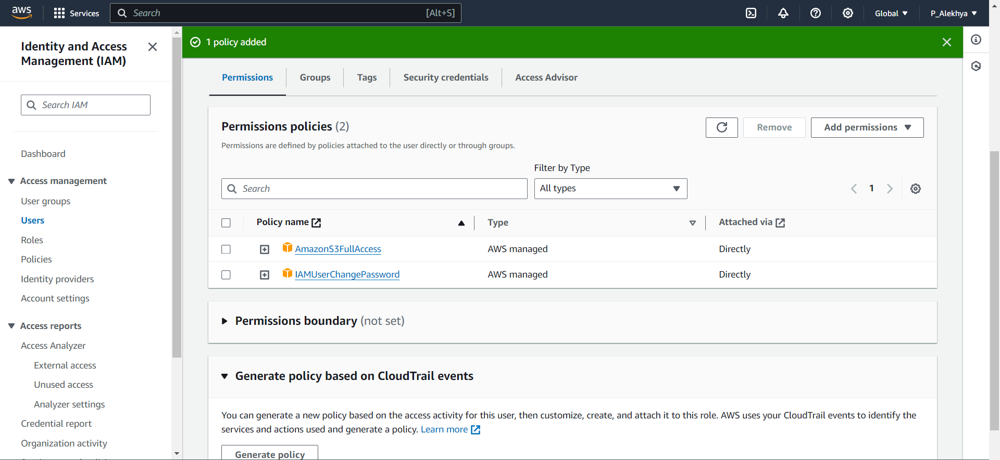 aws
Services
Search
[Alt+S]
Global
P_Alekhya
Identity and Access
Management (IAM)
Search IAM
Dashboard
Access management
User groups
Users
Roles
Policies
Identity providers
Account settings
Access reports
Access Analyzer
External access
Unused access
Analyzer settings
Credential report
Organization activity
1 policy added
Permissions
Groups
Tags
Security credentials
Access Advisor
Permissions policies (2)
Remove
Add permissions
Permissions are defined by policies attached to the user directly or through groups.
Filter by Type
Search
All types
1
Policy name
Type
Attached via
AmazonS3FullAccess
AWS managed
Directly
IAMUserChangePassword
AWS managed
Directly
Permissions boundary (not set)
Generate policy based on CloudTrail events
You can generate a new policy based on the access activity for this user, then customize, create, and attach it to this role. AWS uses your CloudTrail events to identify the
services and actions used and generate a policy. Learn more
Generate policy